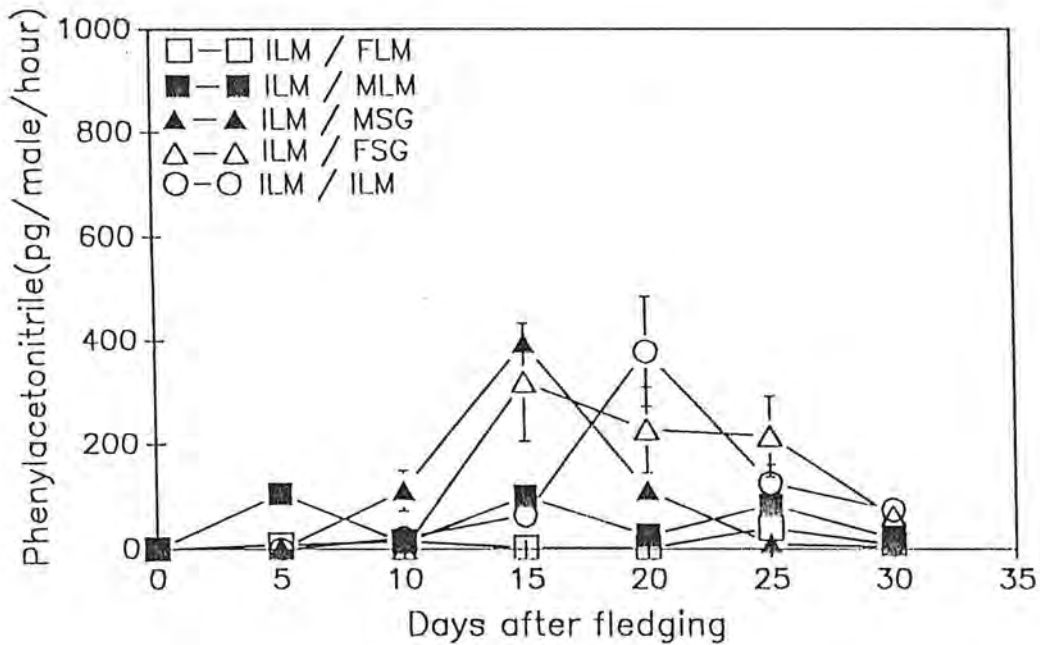 Phenylacetonitrile(pg/male/hour)
1000
800
600
400
200
0
ILM / FLM
ILM / MLM
ILM / MSG
ILM / FSG
ILM / ILM
0 5 10 15 20 25 30 35
Days after fledging